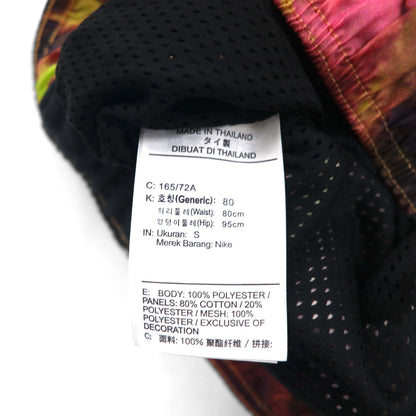 MADE IN THAILAND
タイ製
DIBUAT DI THAILAND
C: 165/72A
K: 호칭(Generic): 80
허리둘레(Waist): 80cm
엉덩이둘레(Hip): 95cm
IN: Ukuran: S
Merek Barang: Nike
E: BODY: 100% POLYESTER /
PANELS: 80% COTTON / 20%
POLYESTER / MESH: 100%
POLYESTER / EXCLUSIVE OF
DECORATION
C: 面料: 100% 聚酯纤维 / 拼接: